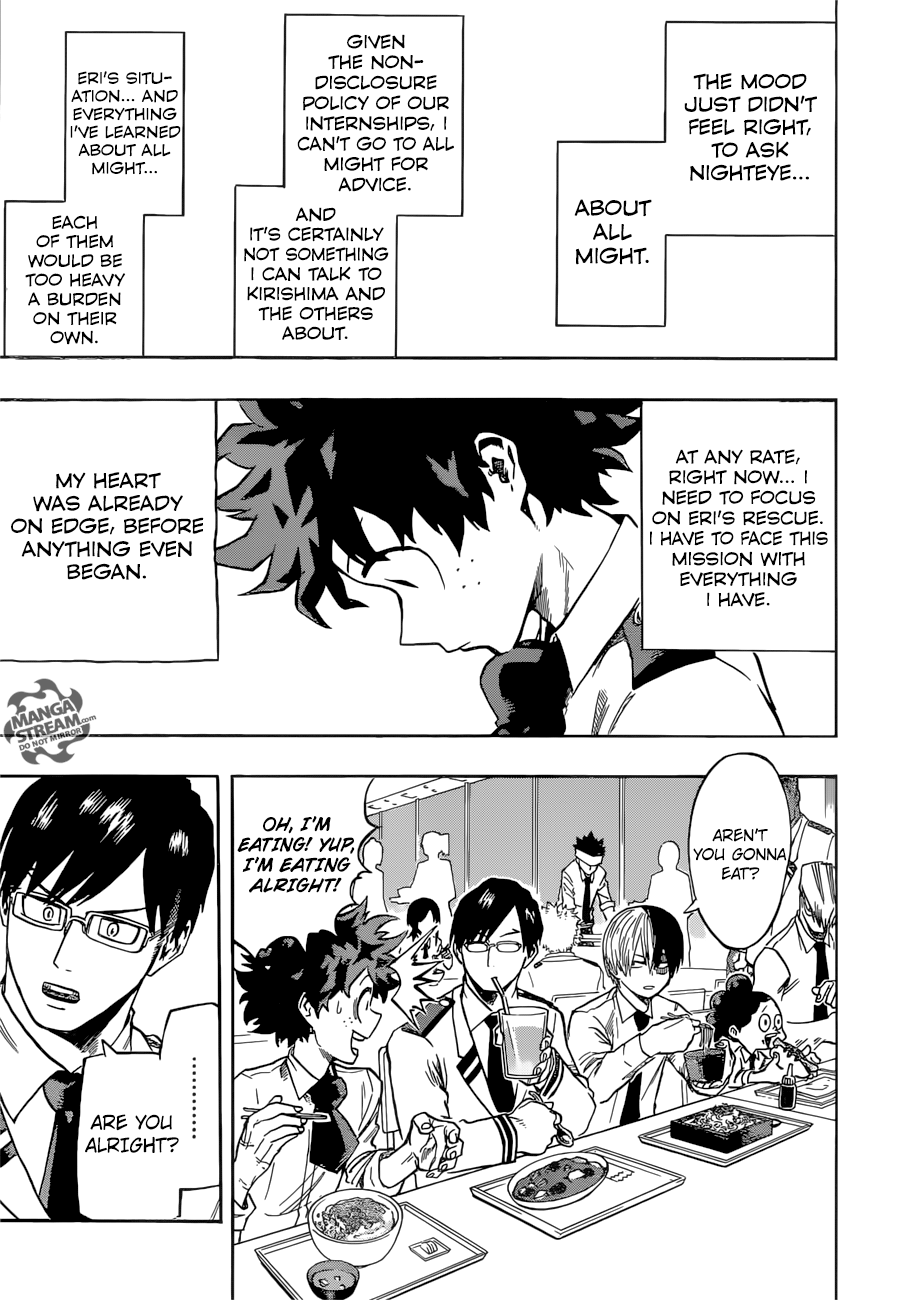 THE MOOD
JUST DIDN'T
FEEL RIGHT,
TO ASK
NIGHTEYE...
ABOUT
ALL
MIGHT.
GIVEN
THE NON-
DISCLOSURE
POLICY OF OUR
INTERNSHIPS, I
CAN'T GO TO ALL
MIGHT FOR
ADVICE.
AND
IT'S CERTAINLY
NOT SOMETHING
I CAN TALK TO
KIRISHIMA AND
THE OTHERS
ABOUT.
ERI'S SITU-
ATION... AND
EVERYTHING
I'VE LEARNED
ABOUT ALL
MIGHT...
EACH
OF THEM
WOULD BE
TOO HEAVY
A BURDEN
ON THEIR
OWN.
AT ANY RATE,
RIGHT NOW... I
NEED TO FOCUS
ON ERI'S RESCUE.
I HAVE TO FACE THIS
MISSION WITH
EVERYTHING
I HAVE.
MY HEART
WAS ALREADY
ON EDGE, BEFORE
ANYTHING EVEN
BEGAN.
MANGA
STREAM.com
DO NOT MIRROR
AREN'T
YOU GONNA
EAT?
OH, I'M
EATING! YUP,
I'M EATING
ALRIGHT!
.........
ARE YOU
ALRIGHT?